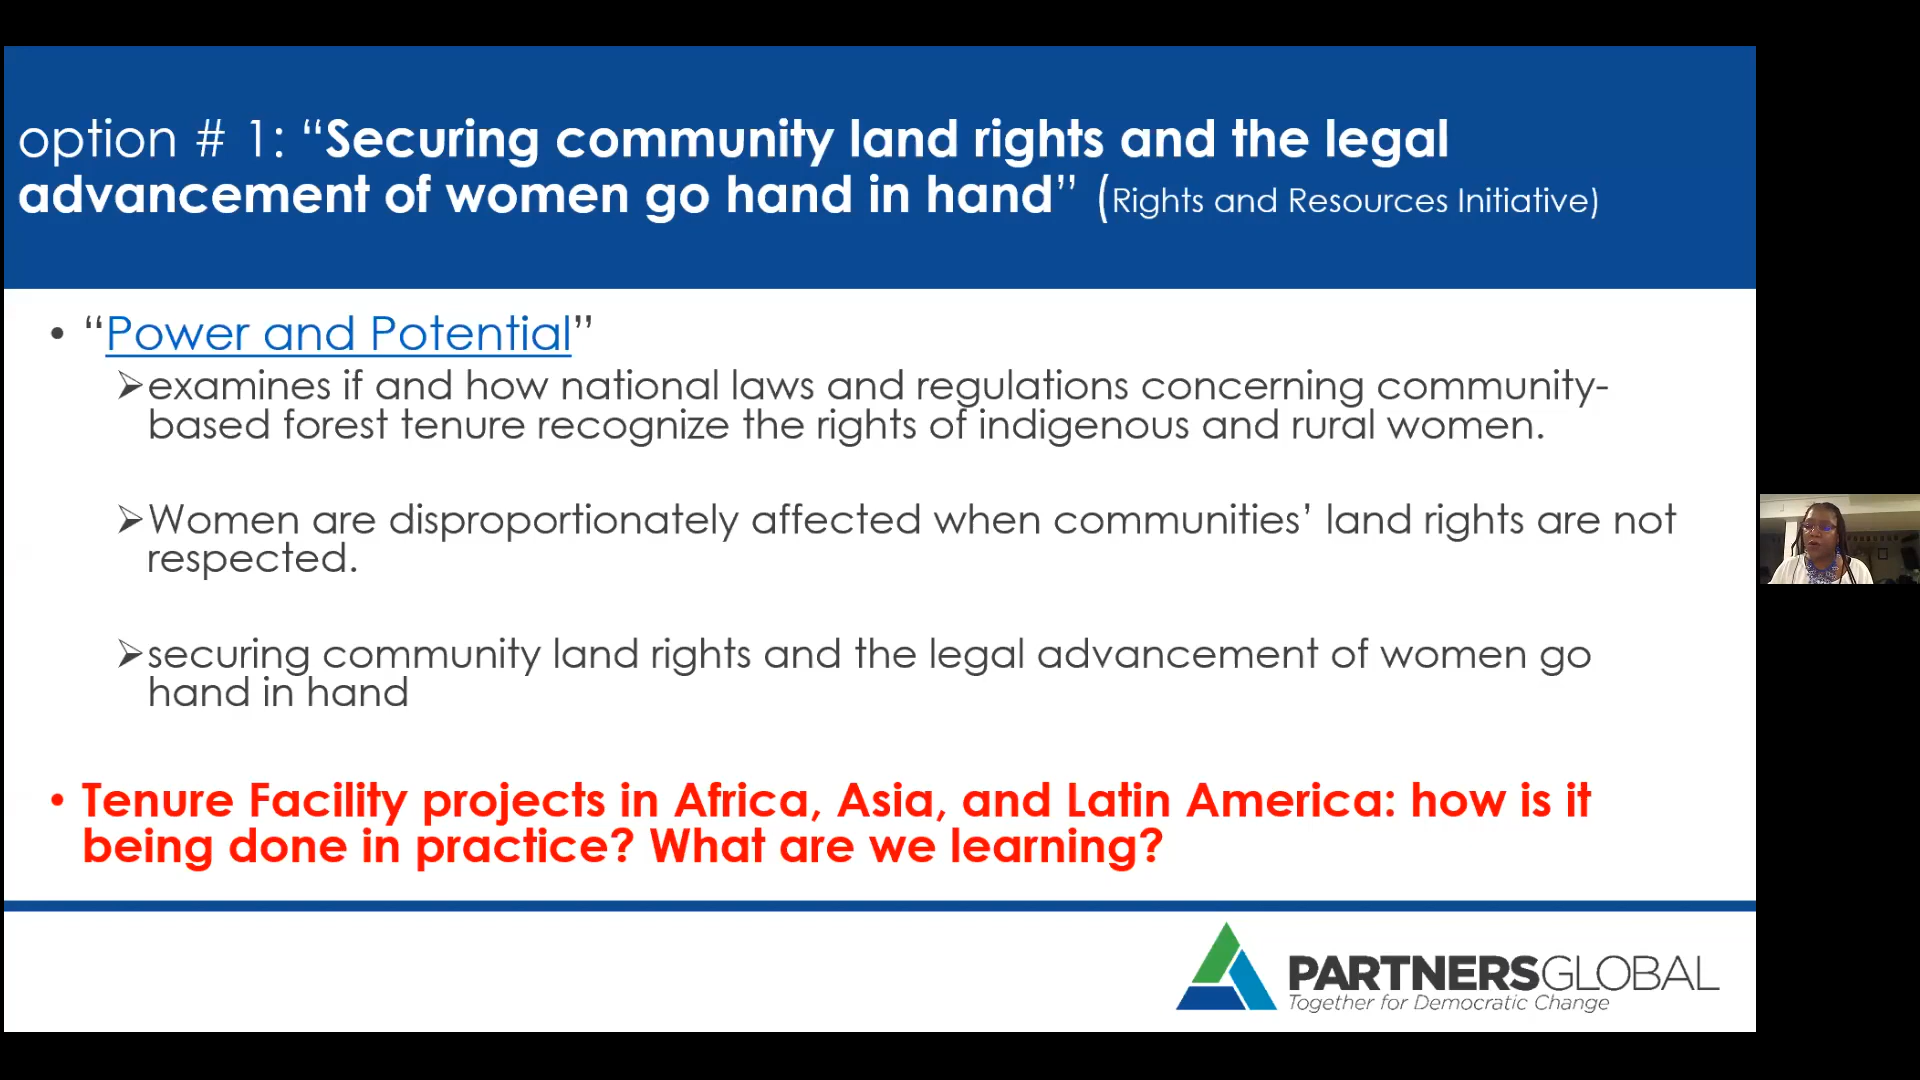 option # 1: “Securing community land rights and the legal
advancement of women go hand in hand” (Rights and Resources Initiative)
• “Power and Potential”
➢examines if and how national laws and regulations concerning community-
based forest tenure recognize the rights of indigenous and rural women.
➢Women are disproportionately affected when communities’ land rights are not
respected.
➢securing community land rights and the legal advancement of women go
hand in hand
• Tenure Facility projects in Africa, Asia, and Latin America: how is it
being done in practice? What are we learning?
PARTNERSGLOBAL
Together for Democratic Change